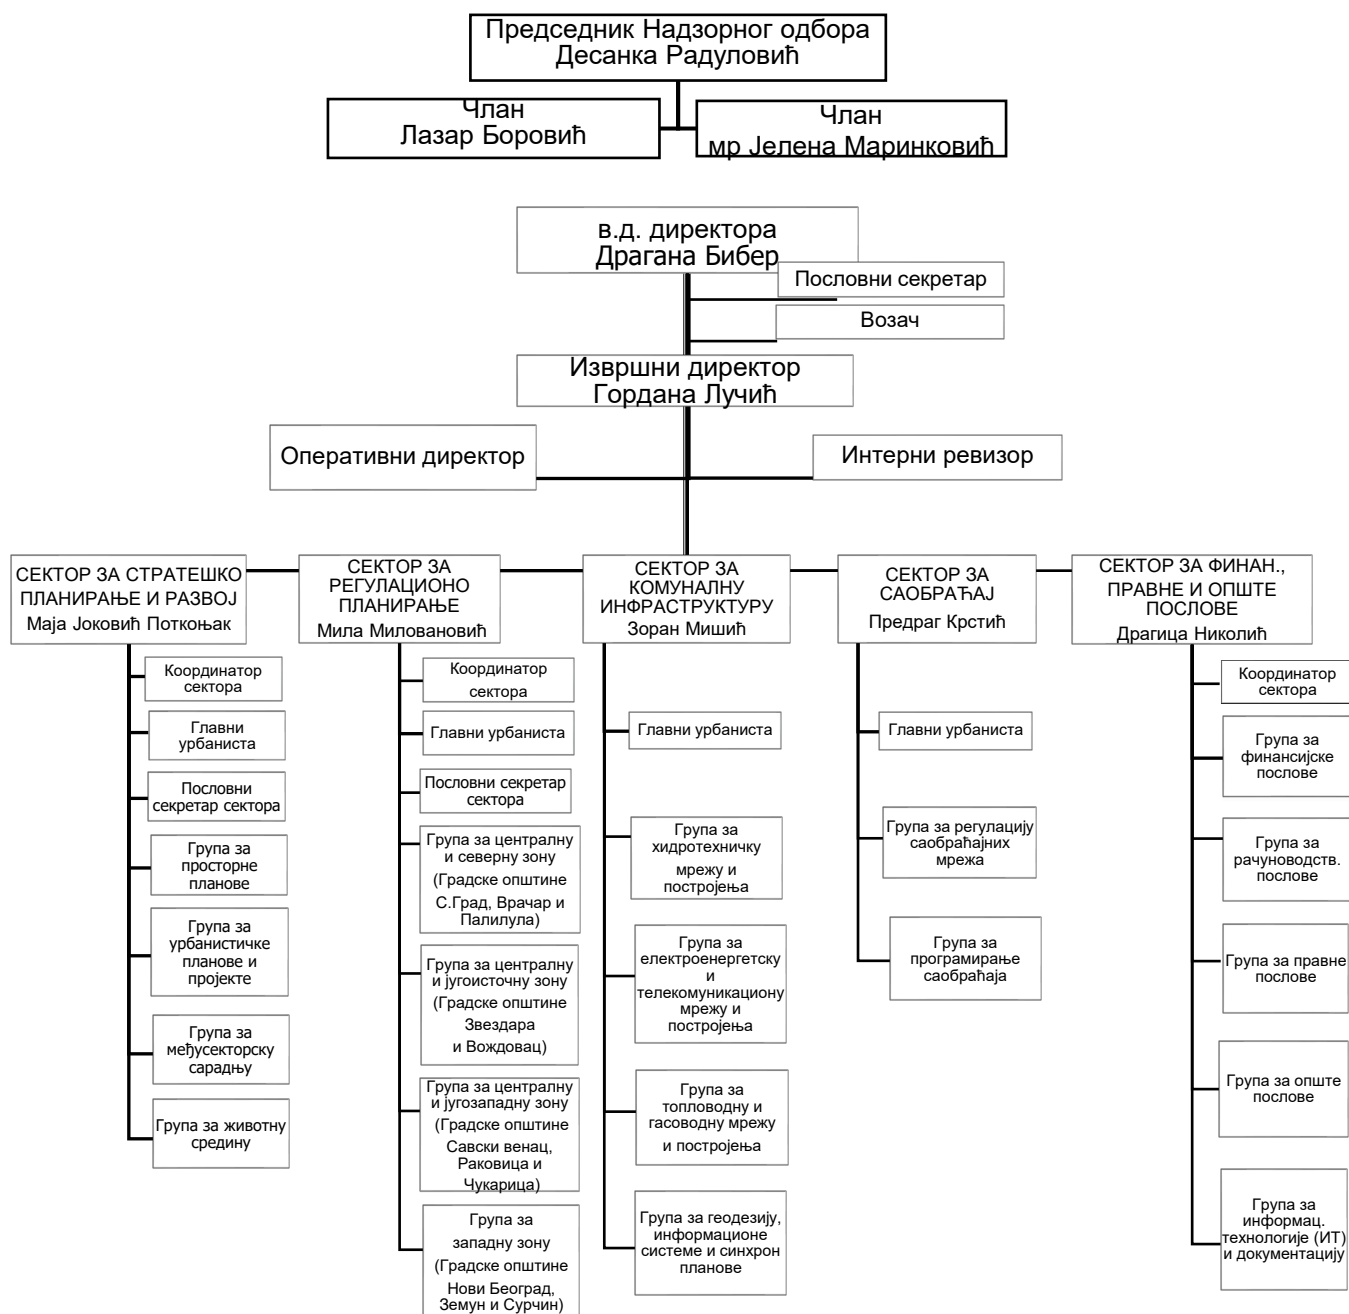 Председник Надзорног одбора
Десанка Радуловић
Члан
Лазар Боровић
Члан
мр Јелена Маринковић
в.д. директора
Драгана Бибер
Пословни секретар
Возач
Извршни директор
Гордана Лучић
Оперативни директор
Интерни ревизор
СЕКТОР ЗА СТРАТЕШКО
ПЛАНИРАЊЕ И РАЗВОЈ
Маја Јоковић Поткоњак
Координатор
сектора
Главни
урбаниста
Пословни
секретар сектора
Група за
просторне
планове
Група за
урбанистичке
планове и
пројекте
Група за
међусекторску
сарадњу
Група за животну
средину
СЕКТОР ЗА
РЕГУЛАЦИОНО
ПЛАНИРАЊЕ
Мила Миловановић
Координатор
сектора
Главни урбаниста
Пословни секретар
сектора
Група за централну
и северну зону
(Градске општине
С.Град, Врачар и
Палилула)
Група за централну
и југоисточну зону
(Градске општине
Звездара
и Вождовац)
Група за централну
и југозападну зону
(Градске општине
Савски венац,
Раковица и
Чукарица)
Група за
западну зону
(Градске општине
Нови Београд,
Земун и Сурчин)
СЕКТОР ЗА
КОМУНАЛНУ
ИНФРАСТРУКТУРУ
Зоран Мишић
Главни урбаниста
Група за
хидротехничку
мрежу и
постројења
Група за
електроенергетску
и
телекомуникациону
мрежу и
постројења
Група за
топловодну и
гасоводну мрежу
и постројења
Група за геодезију,
информационе
системе и синхрон
планове
СЕКТОР ЗА
САОБРАЋАЈ
Предраг Крстић
Главни урбаниста
Група за регулацију
саобраћајних
мрежа
Група за
програмирање
саобраћаја
СЕКТОР ЗА ФИНАН.,
ПРАВНЕ И ОПШТЕ
ПОСЛОВЕ
Драгица Николић
Координатор
сектора
Група за
финансијске
послове
Група за
рачуноводств.
послове
Група за правне
послове
Група за опште
послове
Група за
информац.
технологије (ИТ)
и документацију